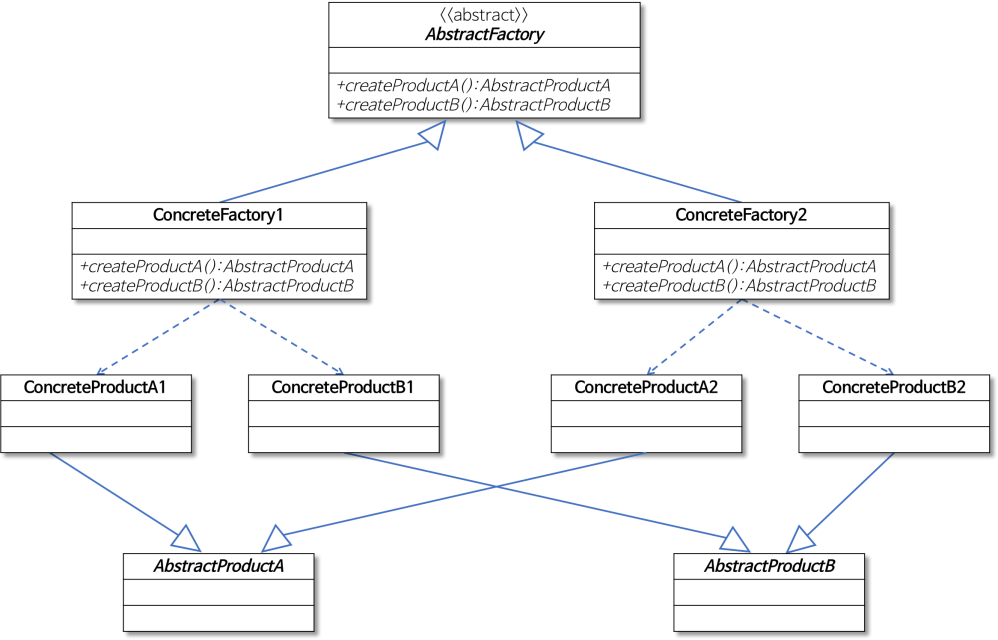 〈〈abstract〉〉
AbstractFactory
+createProductA():AbstractProductA
+createProductB():AbstractProductB
ConcreteFactory1
+createProductA():AbstractProductA
+createProductB():AbstractProductB
ConcreteFactory2
+createProductA():AbstractProductA
+createProductB():AbstractProductB
ConcreteProductA1
ConcreteProductB1
ConcreteProductA2
ConcreteProductB2
AbstractProductA
AbstractProductB